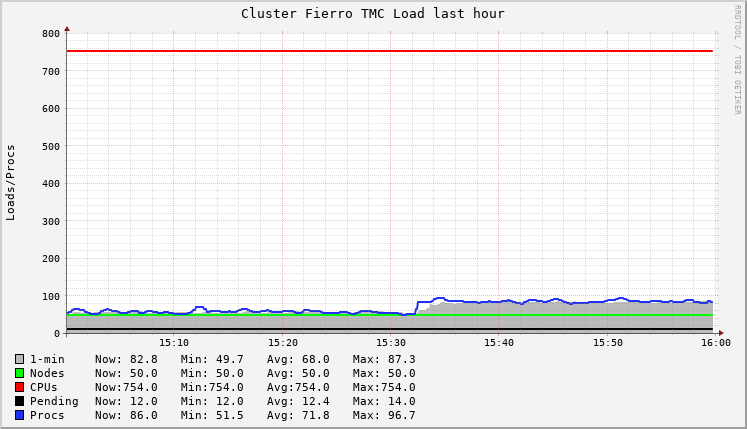 Cluster Fierro TMC Load last hour
RRDTOOL / TOBI OETIKER
Loads/Procs
800
700
600
500
400
300
200
100
0
15:10 15:20 15:30 15:40 15:50 16:00
1-min Now: 82.8 Min: 49.7 Avg: 68.0 Max: 87.3
Nodes Now: 50.0 Min: 50.0 Avg: 50.0 Max: 50.0
CPUs Now:754.0 Min:754.0 Avg:754.0 Max:754.0
Pending Now: 12.0 Min: 12.0 Avg: 12.4 Max: 14.0
Procs Now: 86.0 Min: 51.5 Avg: 71.8 Max: 96.7